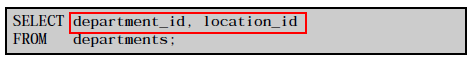 SELECT department_id, location_id
FROM departments;